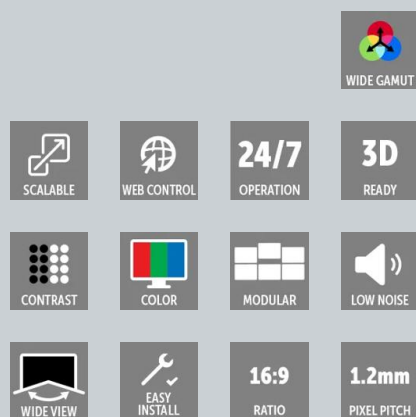 WIDE GAMUT
SCALABLE
WEB CONTROL
24/7
OPERATION
3D
READY
CONTRAST
COLOR
MODULAR
LOW NOISE
WIDE VIEW
EASY
INSTALL
16:9
RATIO
1.2mm
PIXEL PITCH